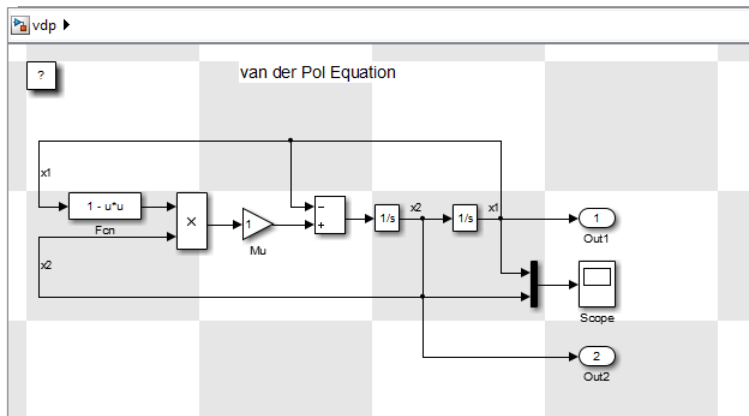 vdp
?
van der Pol Equation
x1
1 - u*u
Fcn
×
1
Mu
−
+
1/s
x2
1/s
x1
1
Out1
x2
Scope
2
Out2